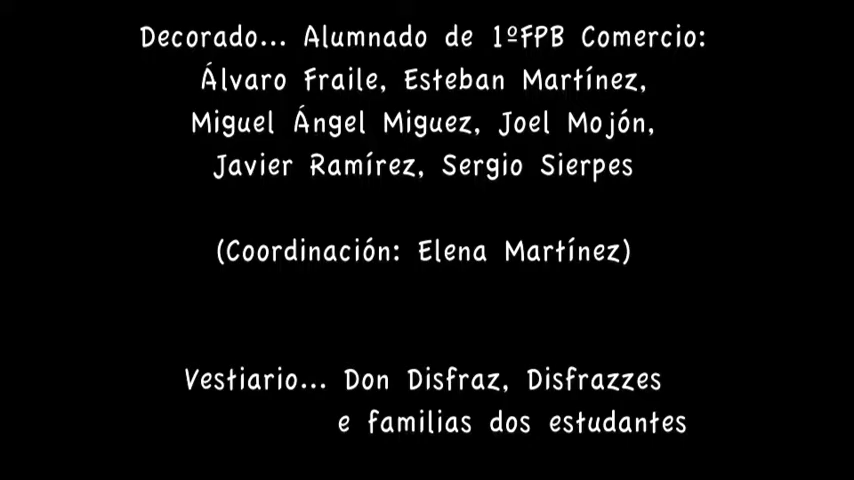 Decorado... Alumnado de 1ºFPB Comercio:
Álvaro Fraile, Esteban Martínez,
Miguel Ángel Miguez, Joel Mojón,
Javier Ramírez, Sergio Sierpes
(Coordinación: Elena Martínez)
Vestiario... Don Disfraz, Disfrazzes
e familias dos estudantes